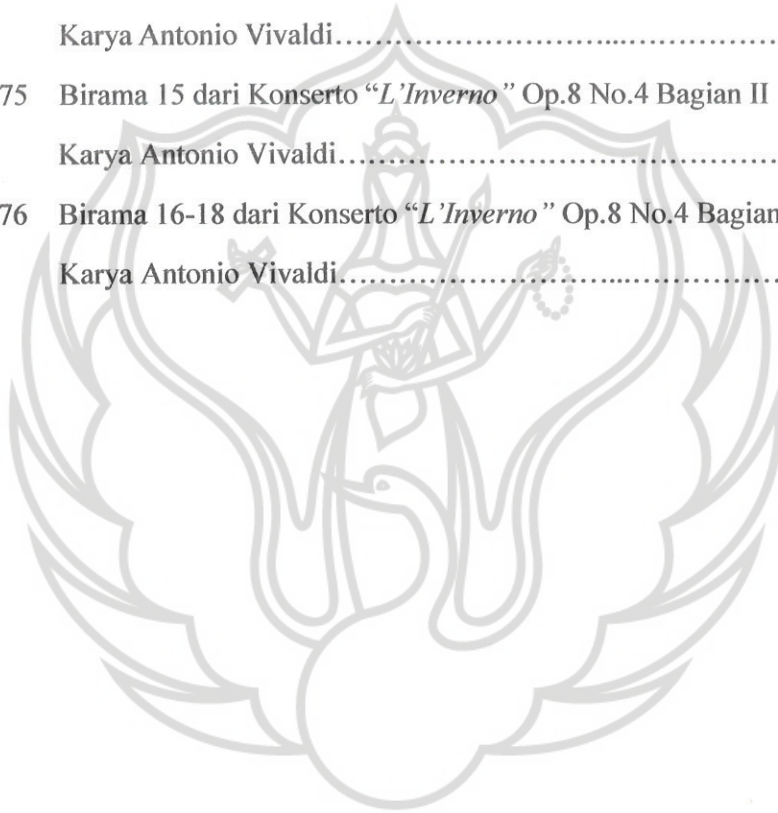 Karya Antonio Vivaldi……………………………...……………
75 Birama 15 dari Konserto “L’Inverno” Op.8 No.4 Bagian II
Karya Antonio Vivaldi…………………………………………
76 Birama 16-18 dari Konserto “L’Inverno” Op.8 No.4 Bagian
Karya Antonio Vivaldi……………………………...……………